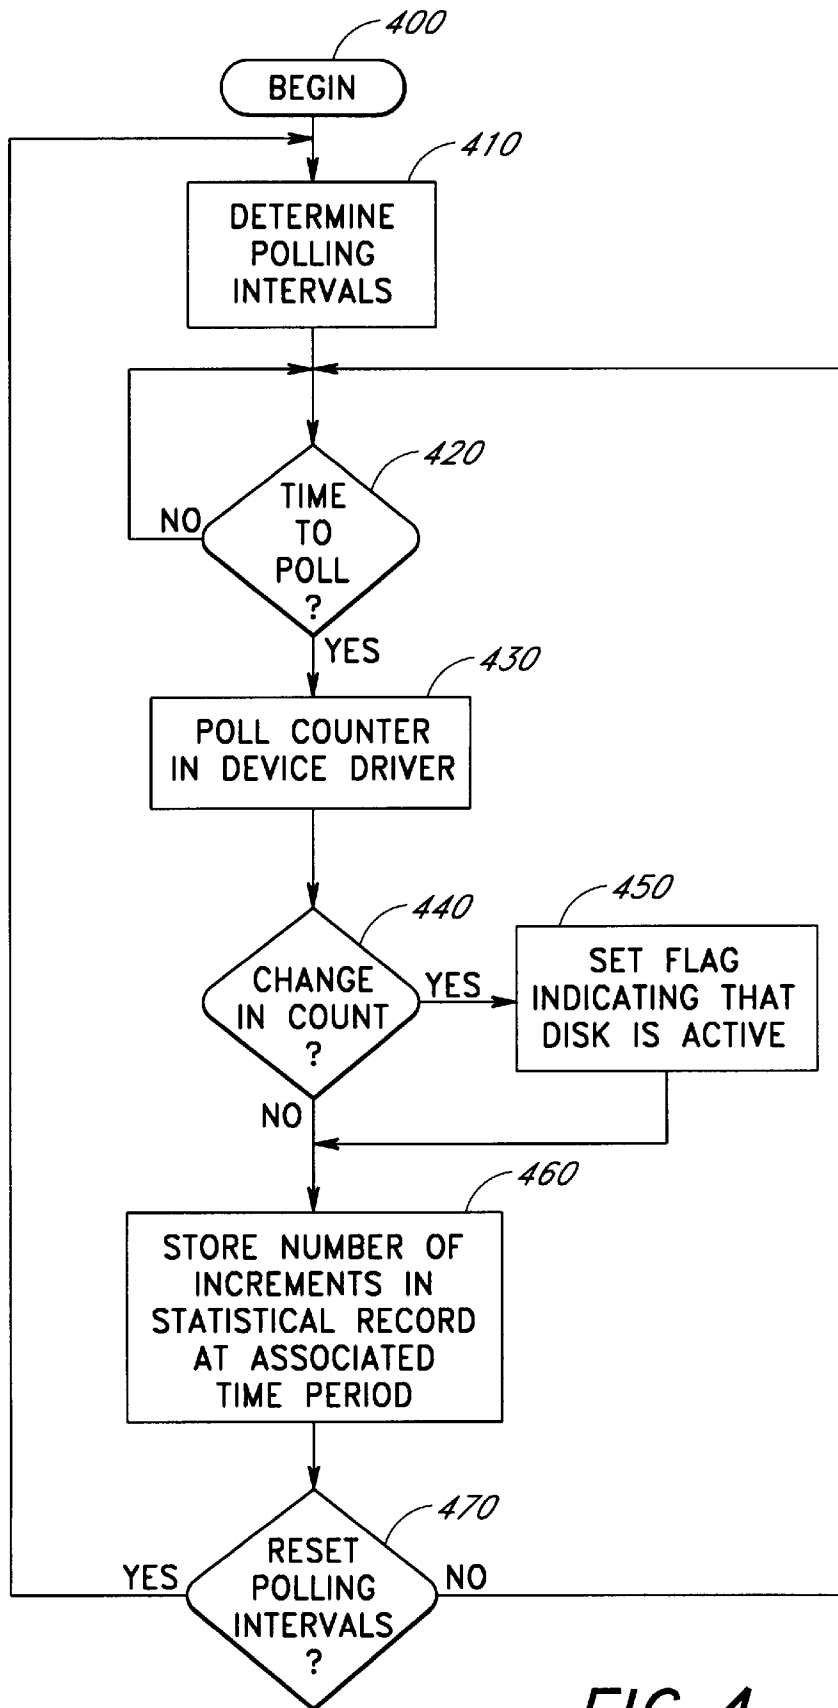 400
BEGIN
410
DETERMINE
POLLING
INTERVALS
420
TIME
TO
POLL
?
NO
YES
430
POLL COUNTER
IN DEVICE DRIVER
440
CHANGE
IN COUNT
?
YES
NO
450
SET FLAG
INDICATING THAT
DISK IS ACTIVE
460
STORE NUMBER OF
INCREMENTS IN
STATISTICAL RECORD
AT ASSOCIATED
TIME PERIOD
470
RESET
POLLING
INTERVALS
?
YES
NO
FIG. 4